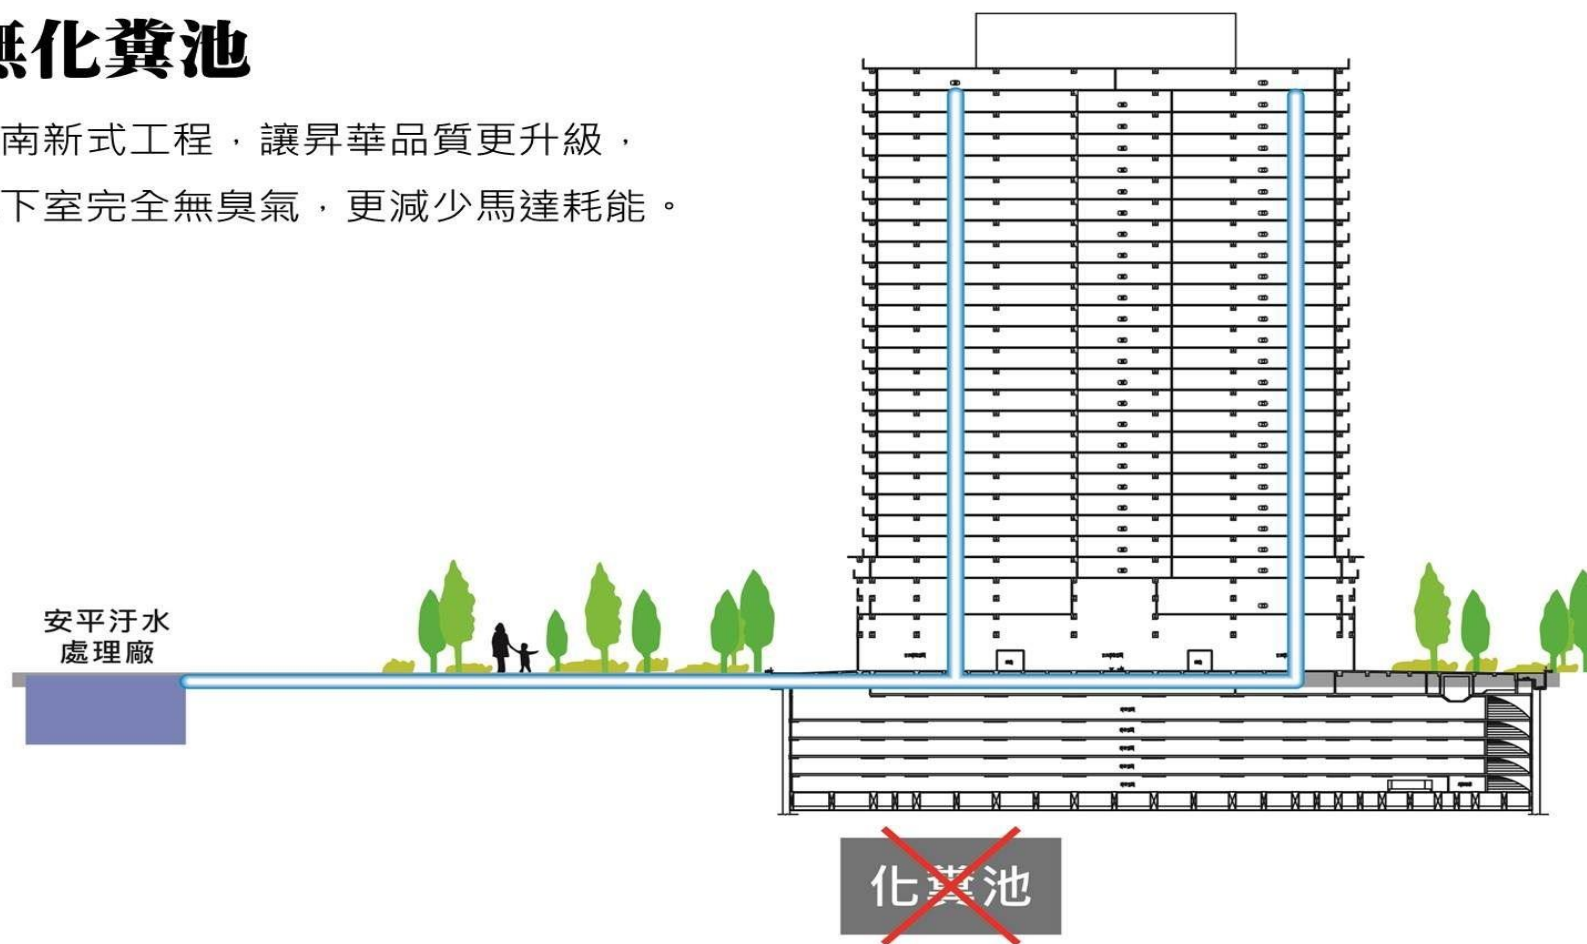 無化糞池
南新式工程，讓昇華品質更升級，
下室完全無臭氣，更減少馬達耗能。
安平汙水
處理廠
化糞池